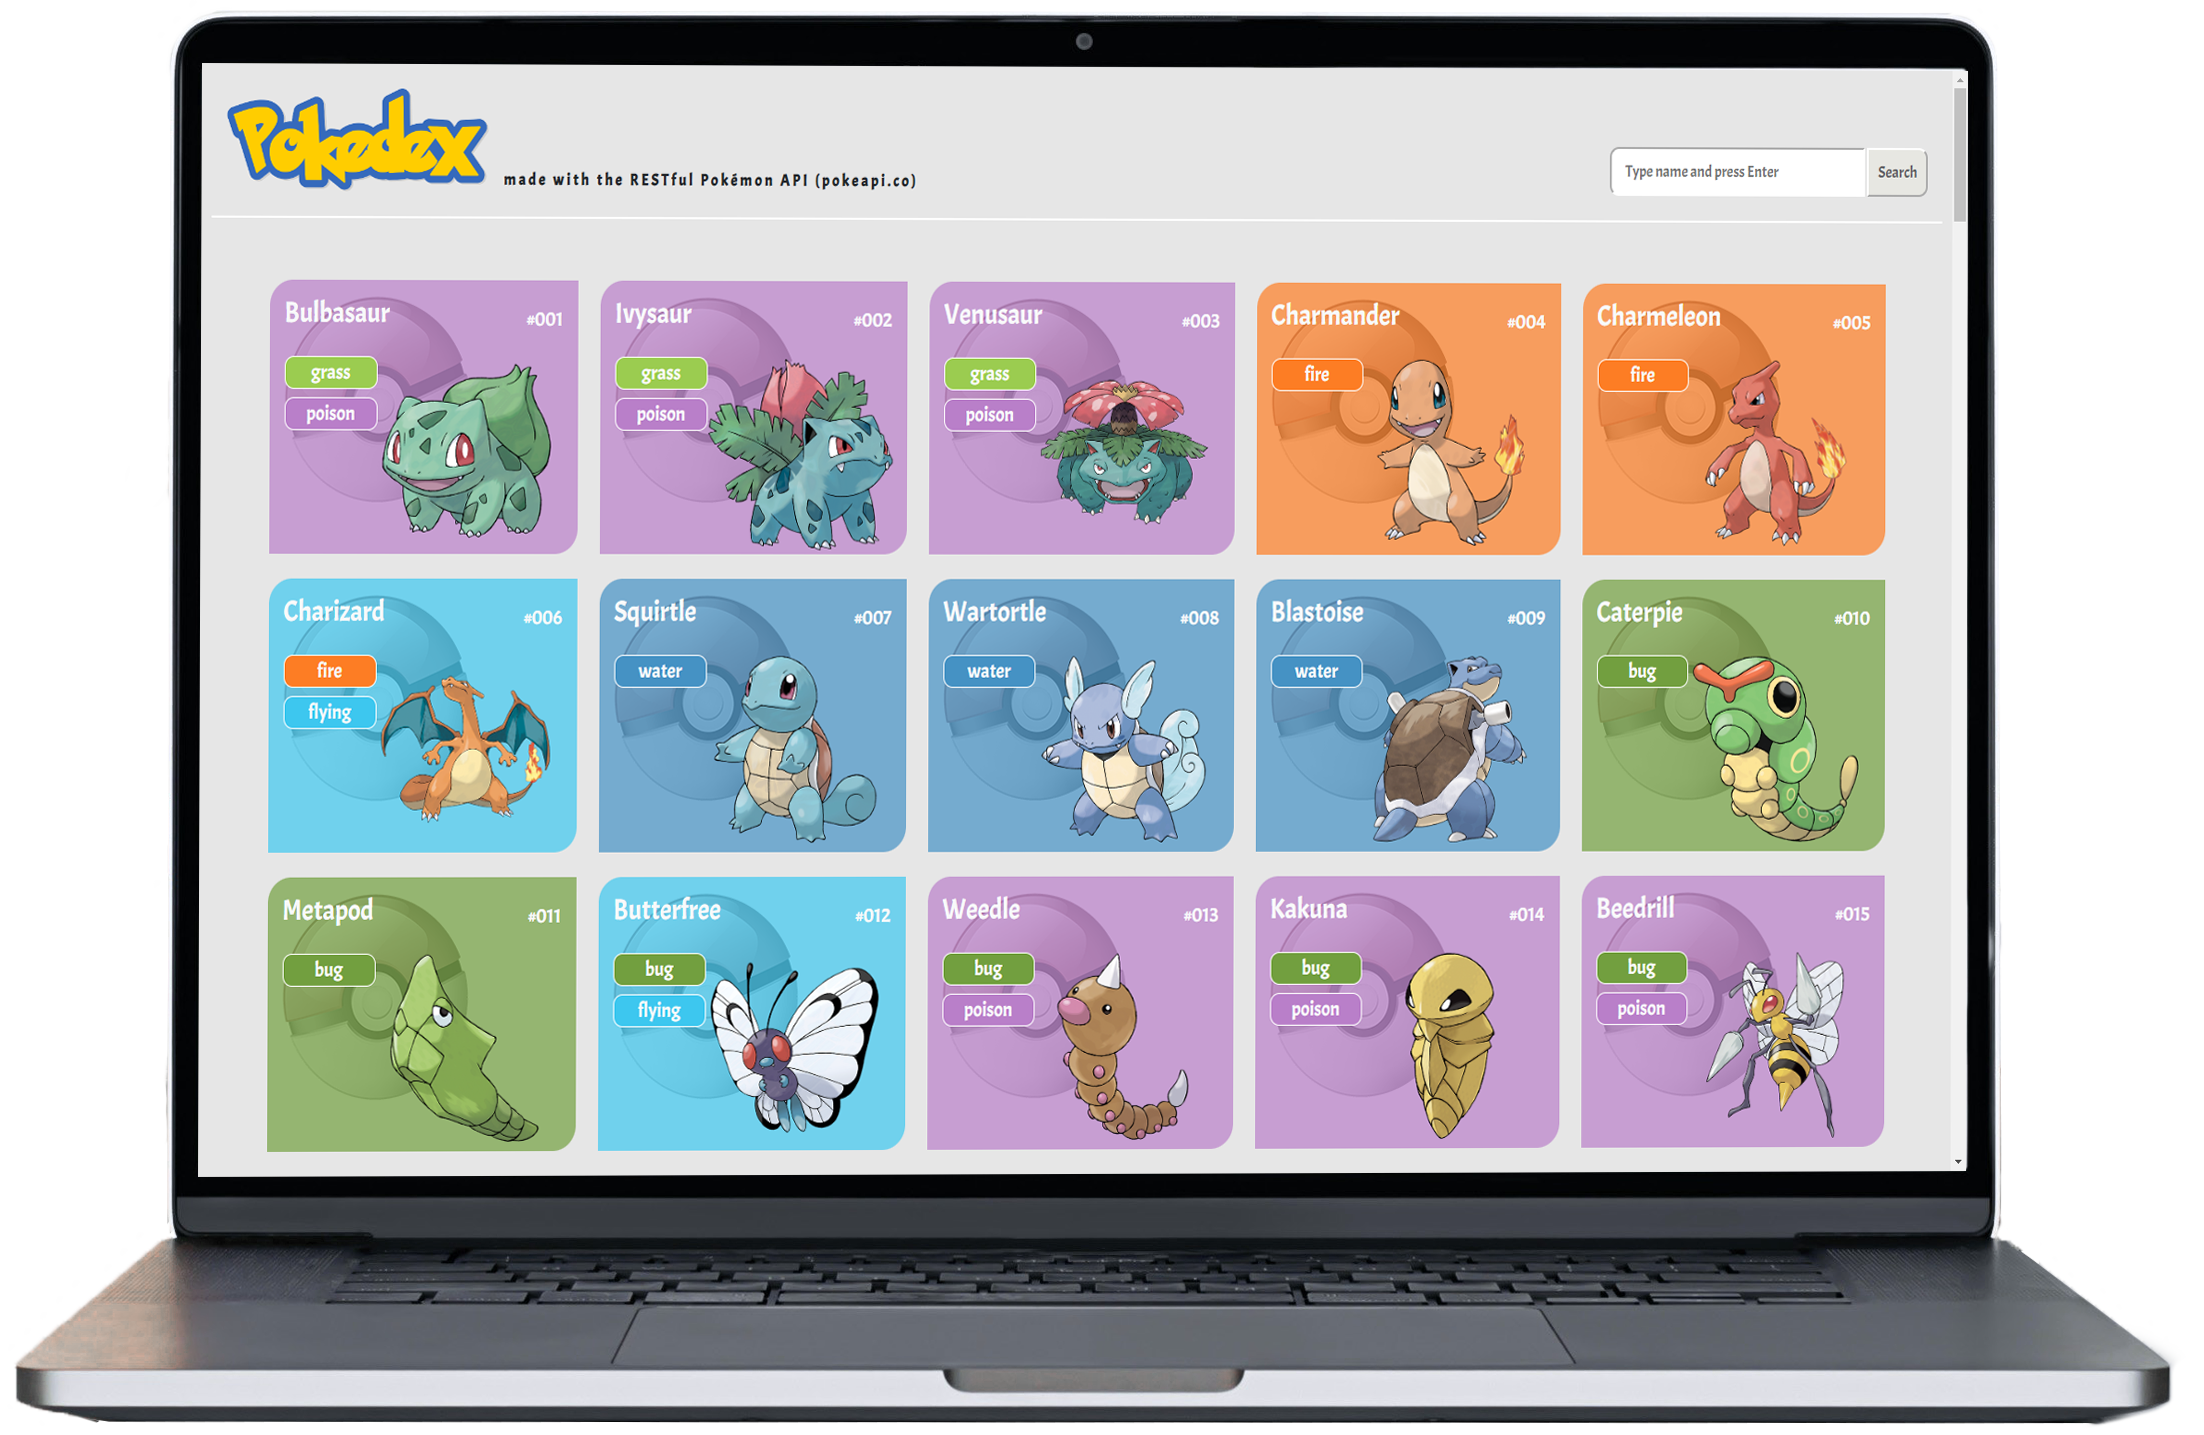 Pokedex
made with the RESTful Pokémon API (pokeapi.co)
Type name and press Enter
Search
Bulbasaur
#001
grass
poison
Ivysaur
#002
grass
poison
Venusaur
#003
grass
poison
Charmander
#004
fire
Charmeleon
#005
fire
Charizard
#006
fire
flying
Squirtle
#007
water
Wartortle
#008
water
Blastoise
#009
water
Caterpie
#010
bug
Metapod
#011
bug
Butterfree
#012
bug
flying
Weedle
#013
bug
poison
Kakuna
#014
bug
poison
Beedrill
#015
bug
poison